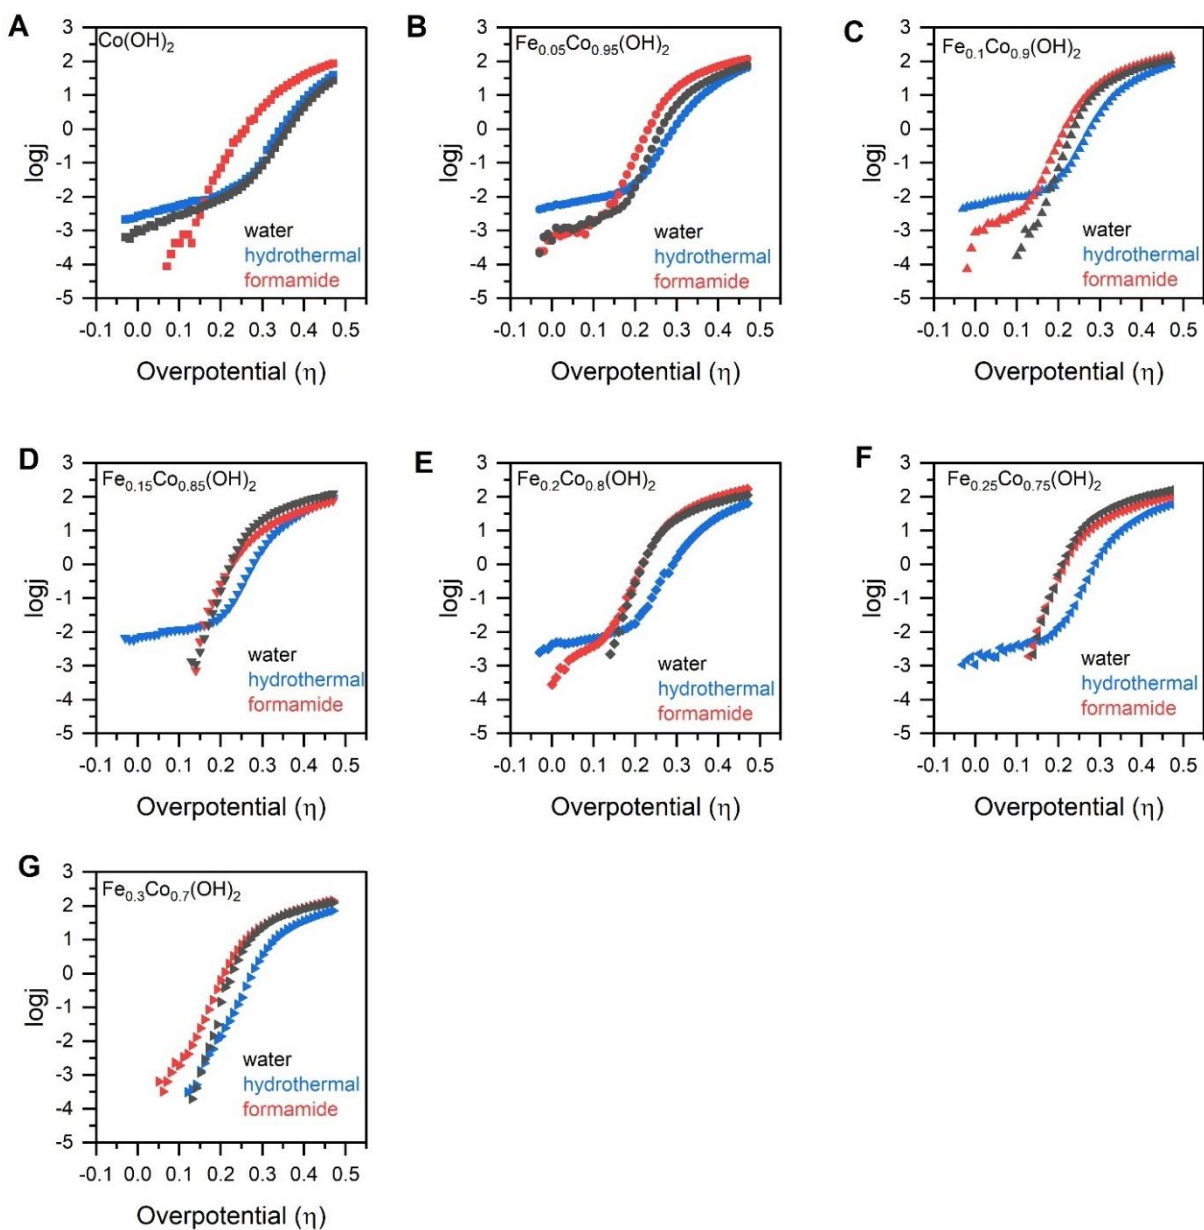 A
Co(OH)2
3
2
1
0
-1
-2
-3
-4
-5
logj
water
hydrothermal
formamide
-0.1 0.0 0.1 0.2 0.3 0.4 0.5
Overpotential (η)
B
Fe0.05Co0.95(OH)2
3
2
1
0
-1
-2
-3
-4
-5
logj
water
hydrothermal
formamide
-0.1 0.0 0.1 0.2 0.3 0.4 0.5
Overpotential (η)
C
Fe0.1Co0.9(OH)2
3
2
1
0
-1
-2
-3
-4
-5
logj
water
hydrothermal
formamide
-0.1 0.0 0.1 0.2 0.3 0.4 0.5
Overpotential (η)
D
Fe0.15Co0.85(OH)2
3
2
1
0
-1
-2
-3
-4
-5
logj
water
hydrothermal
formamide
-0.1 0.0 0.1 0.2 0.3 0.4 0.5
Overpotential (η)
E
Fe0.2Co0.8(OH)2
3
2
1
0
-1
-2
-3
-4
-5
logj
water
hydrothermal
formamide
-0.1 0.0 0.1 0.2 0.3 0.4 0.5
Overpotential (η)
F
Fe0.25Co0.75(OH)2
3
2
1
0
-1
-2
-3
-4
-5
logj
water
hydrothermal
formamide
-0.1 0.0 0.1 0.2 0.3 0.4 0.5
Overpotential (η)
G
Fe0.3Co0.7(OH)2
3
2
1
0
-1
-2
-3
-4
-5
logj
water
hydrothermal
formamide
-0.1 0.0 0.1 0.2 0.3 0.4 0.5
Overpotential (η)